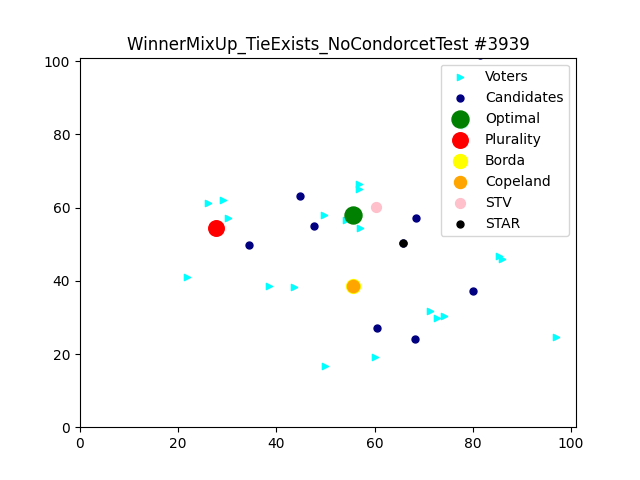 WinnerMixUp_TieExists_NoCondorcetTest #3939
100
80
60
40
20
0
0
20
40
60
80
100
Voters
Candidates
Optimal
Plurality
Borda
Copeland
STV
STAR